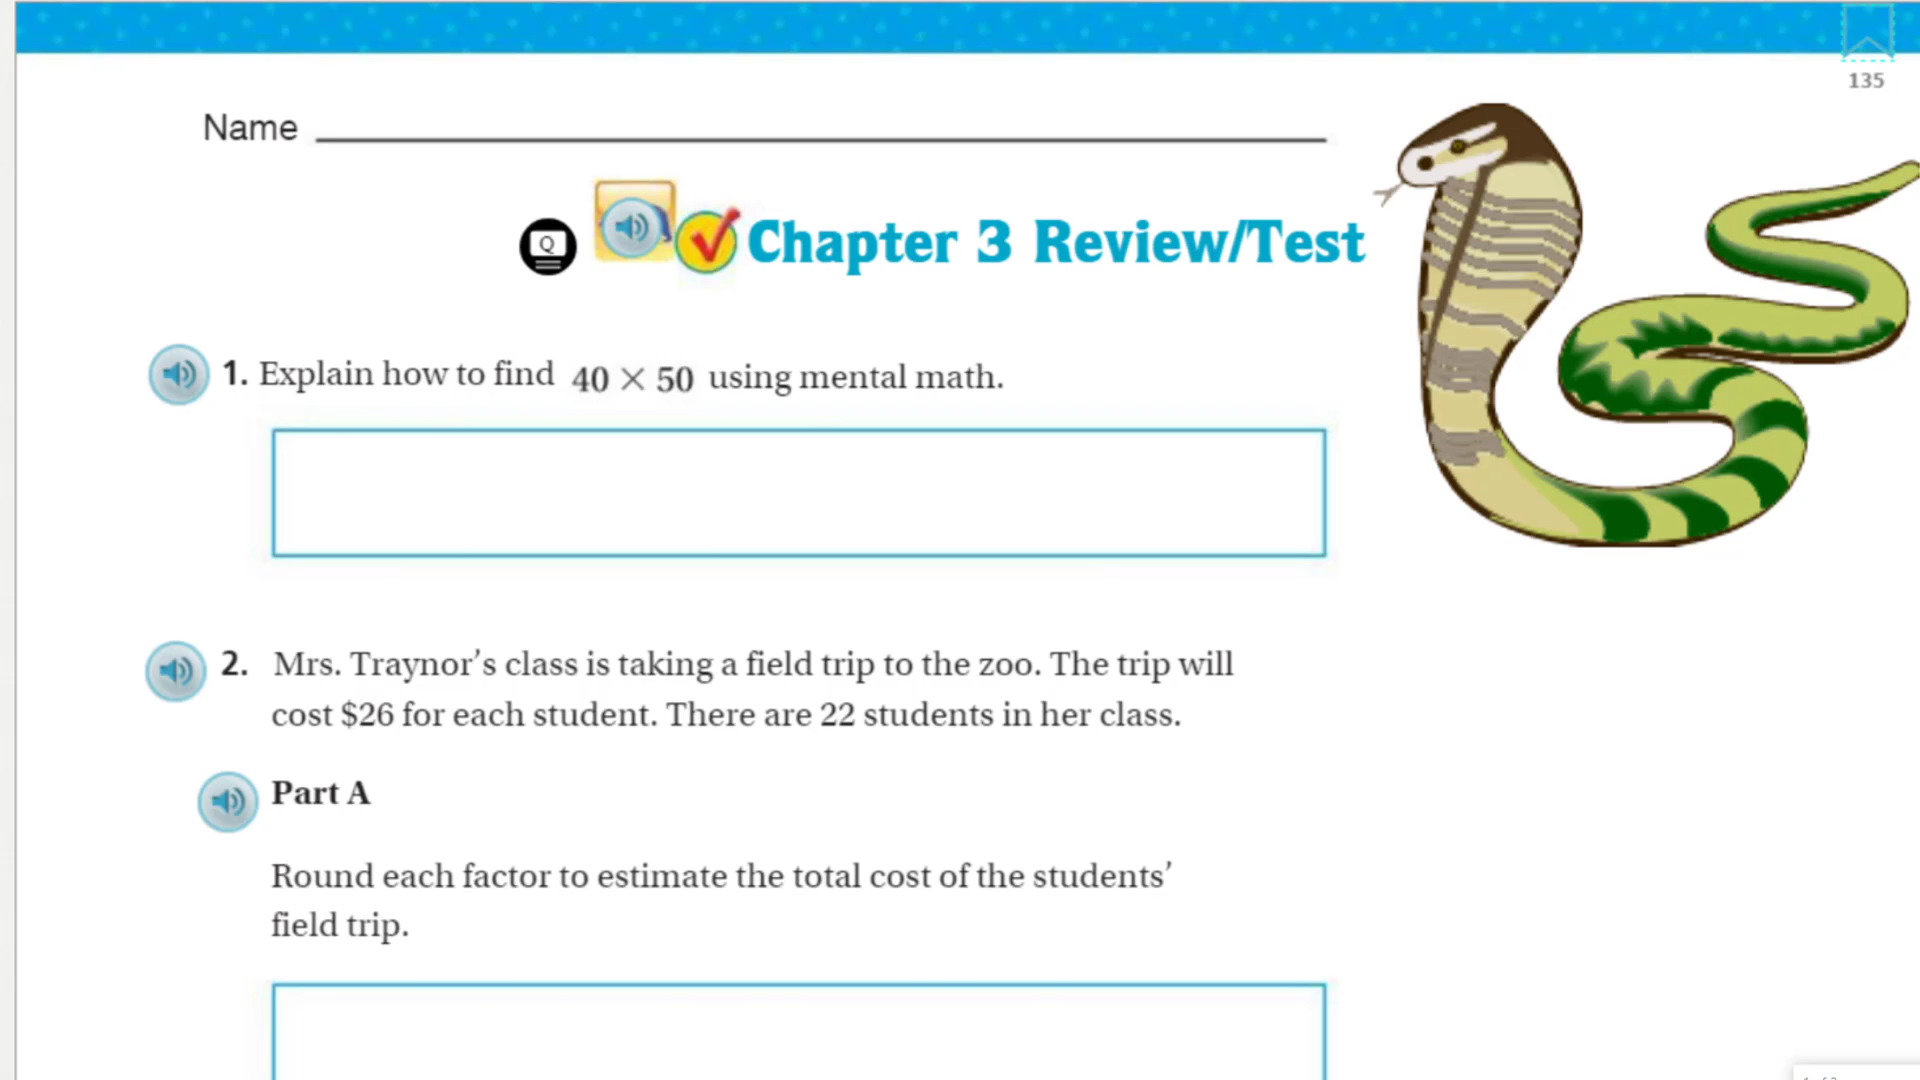 135
Name
Q
Chapter 3 Review/Test
1. Explain how to find 40 × 50 using mental math.
2. Mrs. Traynor’s class is taking a field trip to the zoo. The trip will
cost $26 for each student. There are 22 students in her class.
Part A
Round each factor to estimate the total cost of the students’
field trip.